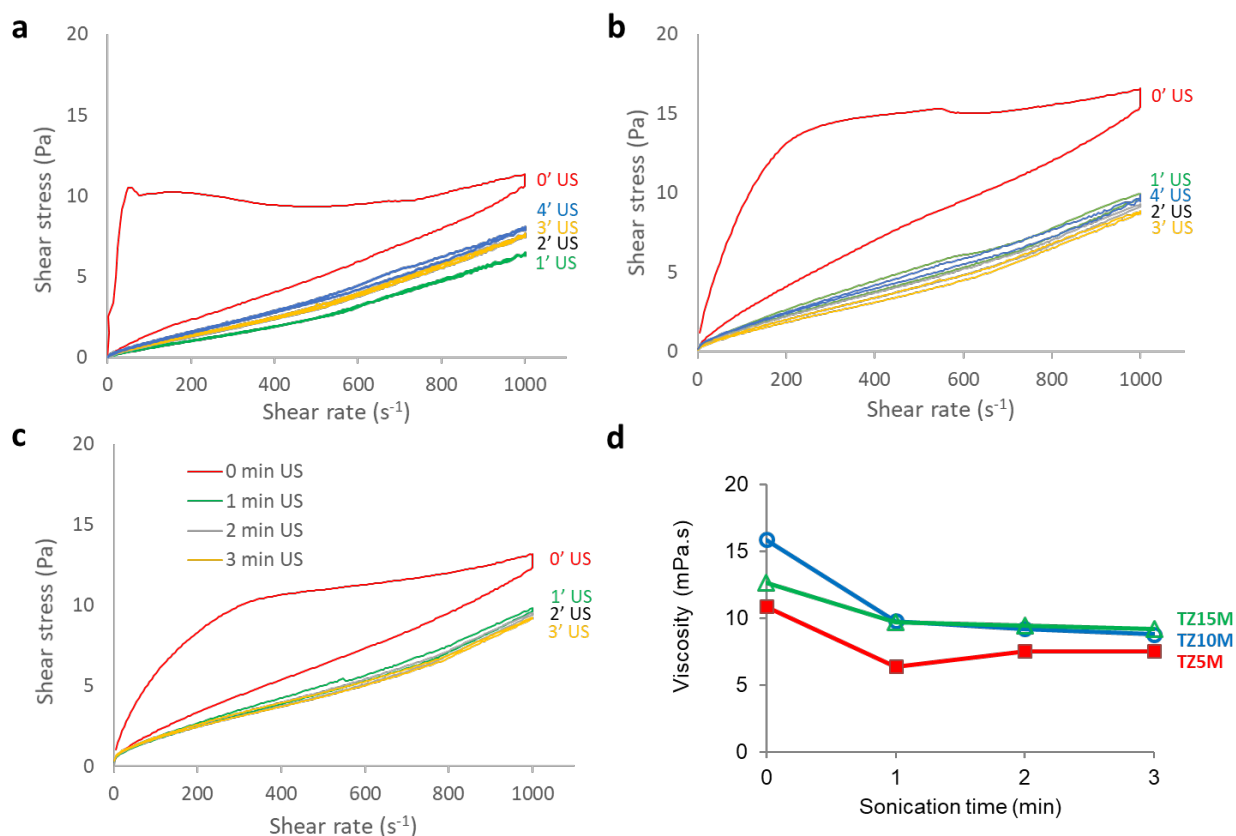 a
20
15
10
5
0
Shear stress (Pa)
0’ US
4’ US
3’ US
2’ US
1’ US
0 200 400 600 800 1000
Shear rate (s⁻¹)
b
20
15
10
5
0
Shear stress (Pa)
0’ US
1’ US
4’ US
2’ US
3’ US
0 200 400 600 800 1000
Shear rate (s⁻¹)
c
20
15
10
5
0
Shear stress (Pa)
0 min US
1 min US
2 min US
3 min US
0’ US
1’ US
2’ US
3’ US
0 200 400 600 800 1000
Shear rate (s⁻¹)
d
20
15
10
5
0
Viscosity (mPa.s)
TZ15M
TZ10M
TZ5M
0 1 2 3
Sonication time (min)